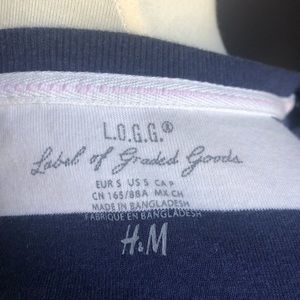 L.O.G.G.®
Label of Graded Goods
EUR S US S CA P
CN 165/88A MX CH
MADE IN BANGLADESH
FABRIQUÉ EN BANGLADESH
H&M